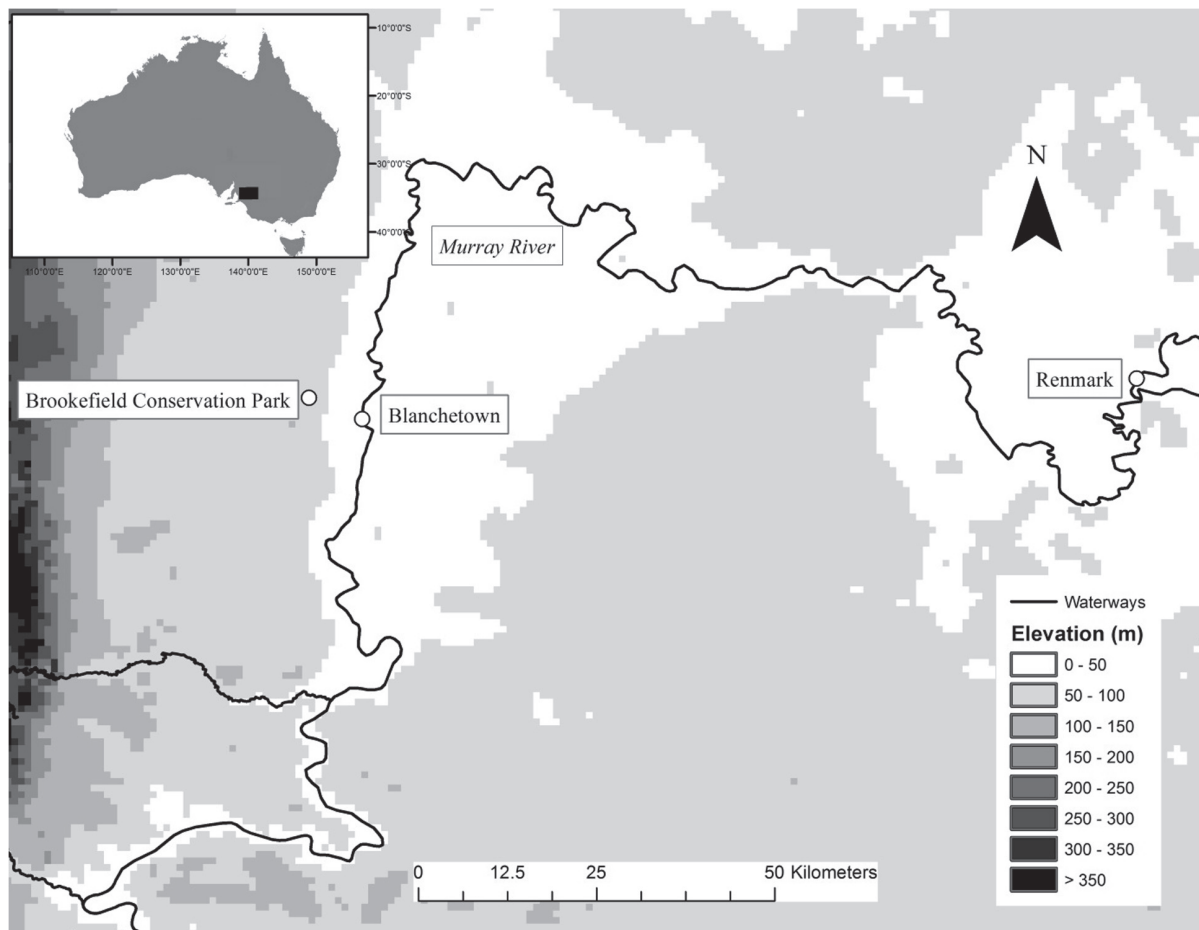 10°0'0"S
20°0'0"S
30°0'0"S
40°0'0"S
110°0'0"E 120°0'0"E 130°0'0"E 140°0'0"E 150°0'0"E
N
Murray River
Renmark
Brookefield Conservation Park
Blanchetown
Waterways
Elevation (m)
0 - 50
50 - 100
100 - 150
150 - 200
200 - 250
250 - 300
300 - 350
> 350
0 12.5 25 50 Kilometers